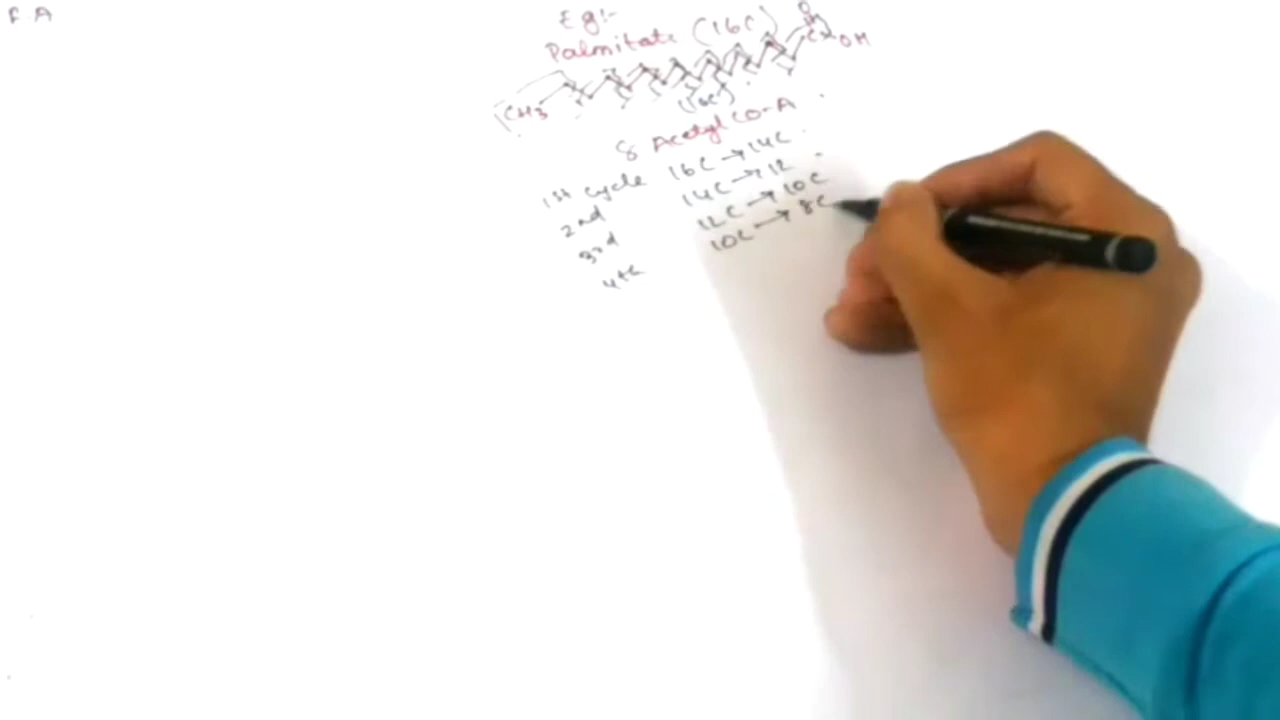 F A
Eg:-
Palmitate (16C)
O
C OH
CH3
(16C)
8 Acetyl CO-A
1st cycle 16C → 14C
2nd 14C → 12
3rd 12C → 10C
4th 10C → 8C